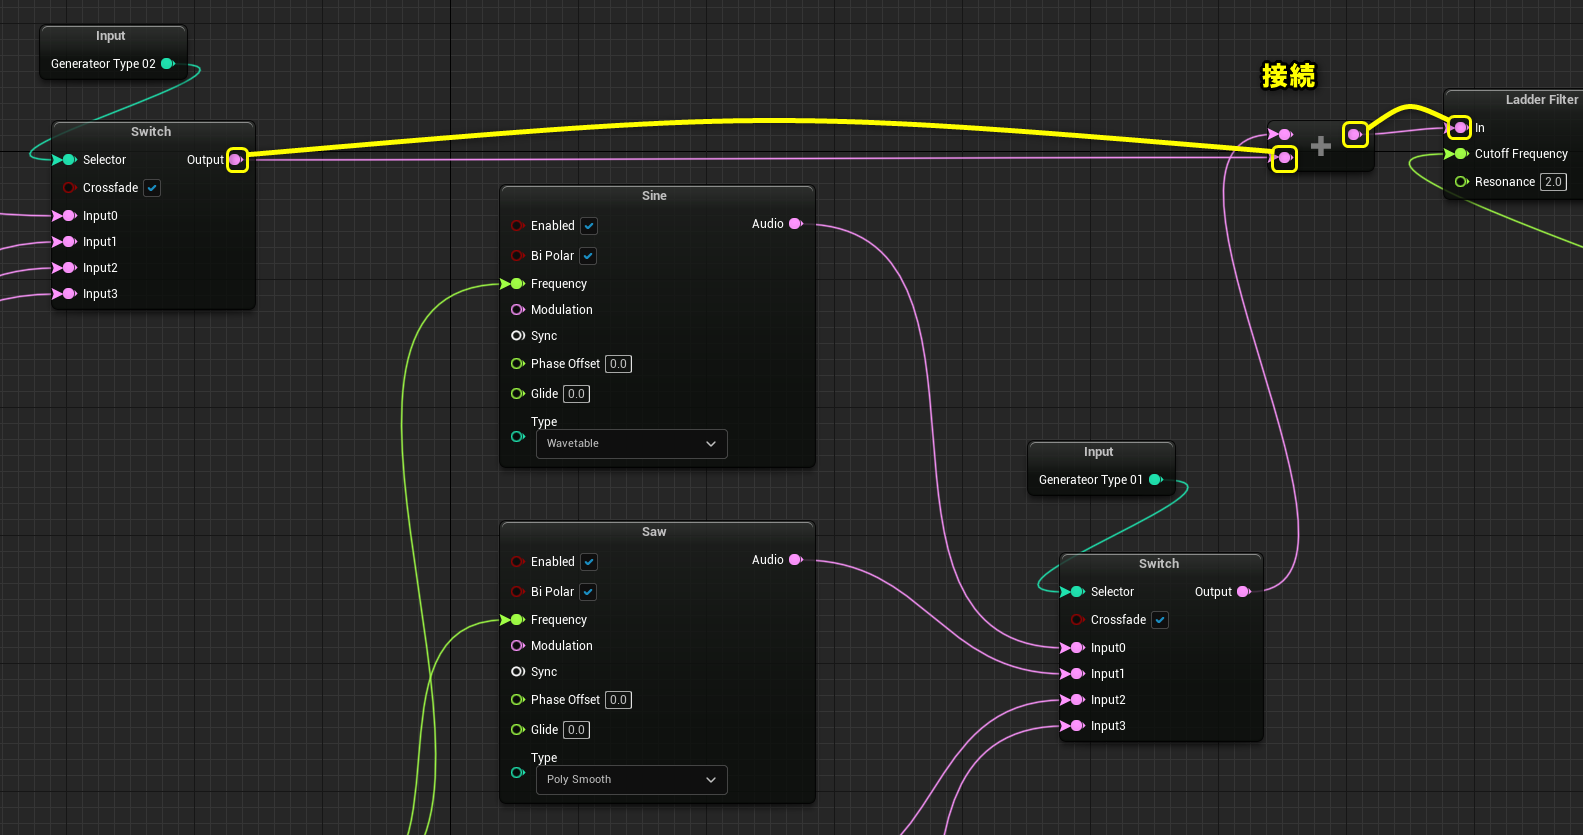 Input
Generateor Type 02
Switch
Selector
Output
Crossfade
Input0
Input1
Input2
Input3
接続
Ladder Filter
In
Cutoff Frequency
Resonance 2.0
Sine
Enabled
Audio
Bi Polar
Frequency
Modulation
Sync
Phase Offset 0.0
Glide 0.0
Type
Wavetable
Saw
Enabled
Audio
Bi Polar
Frequency
Modulation
Sync
Phase Offset 0.0
Glide 0.0
Type
Poly Smooth
Input
Generateor Type 01
Switch
Selector
Output
Crossfade
Input0
Input1
Input2
Input3